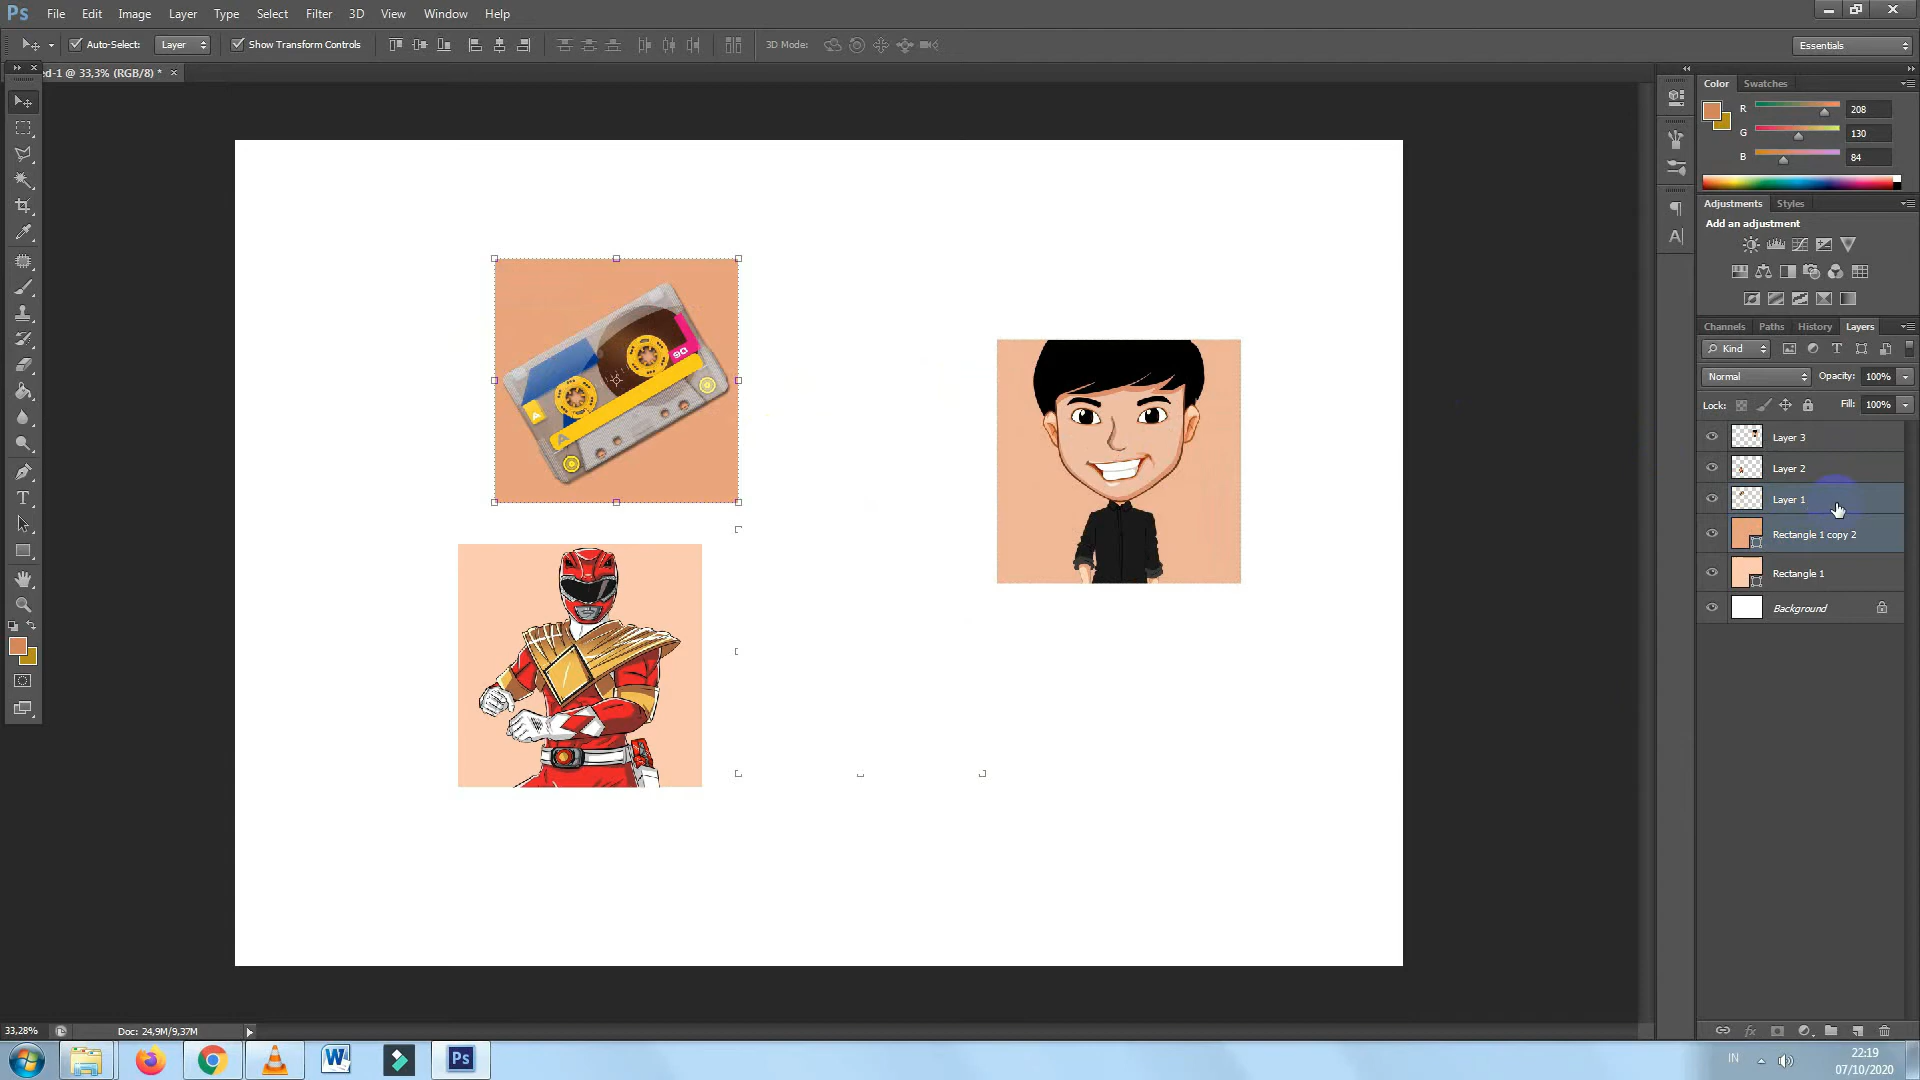 Ps File Edit Image Layer Type Select Filter 3D View Window Help
Auto-Select: Layer Show Transform Controls 3D Mode: Essentials
ed-1 @ 33,3% (RGB/8) * ×
Color Swatches
R 208
G 130
B 84
Adjustments Styles
Add an adjustment
Channels Paths History Layers
Kind
Normal Opacity: 100%
Lock: Fill: 100%
Layer 3
Layer 2
Layer 1
Rectangle 1 copy 2
Rectangle 1
Background
A
A
90
33,28% Doc: 24,9M/9,37M
IN 22:19
07/10/2020